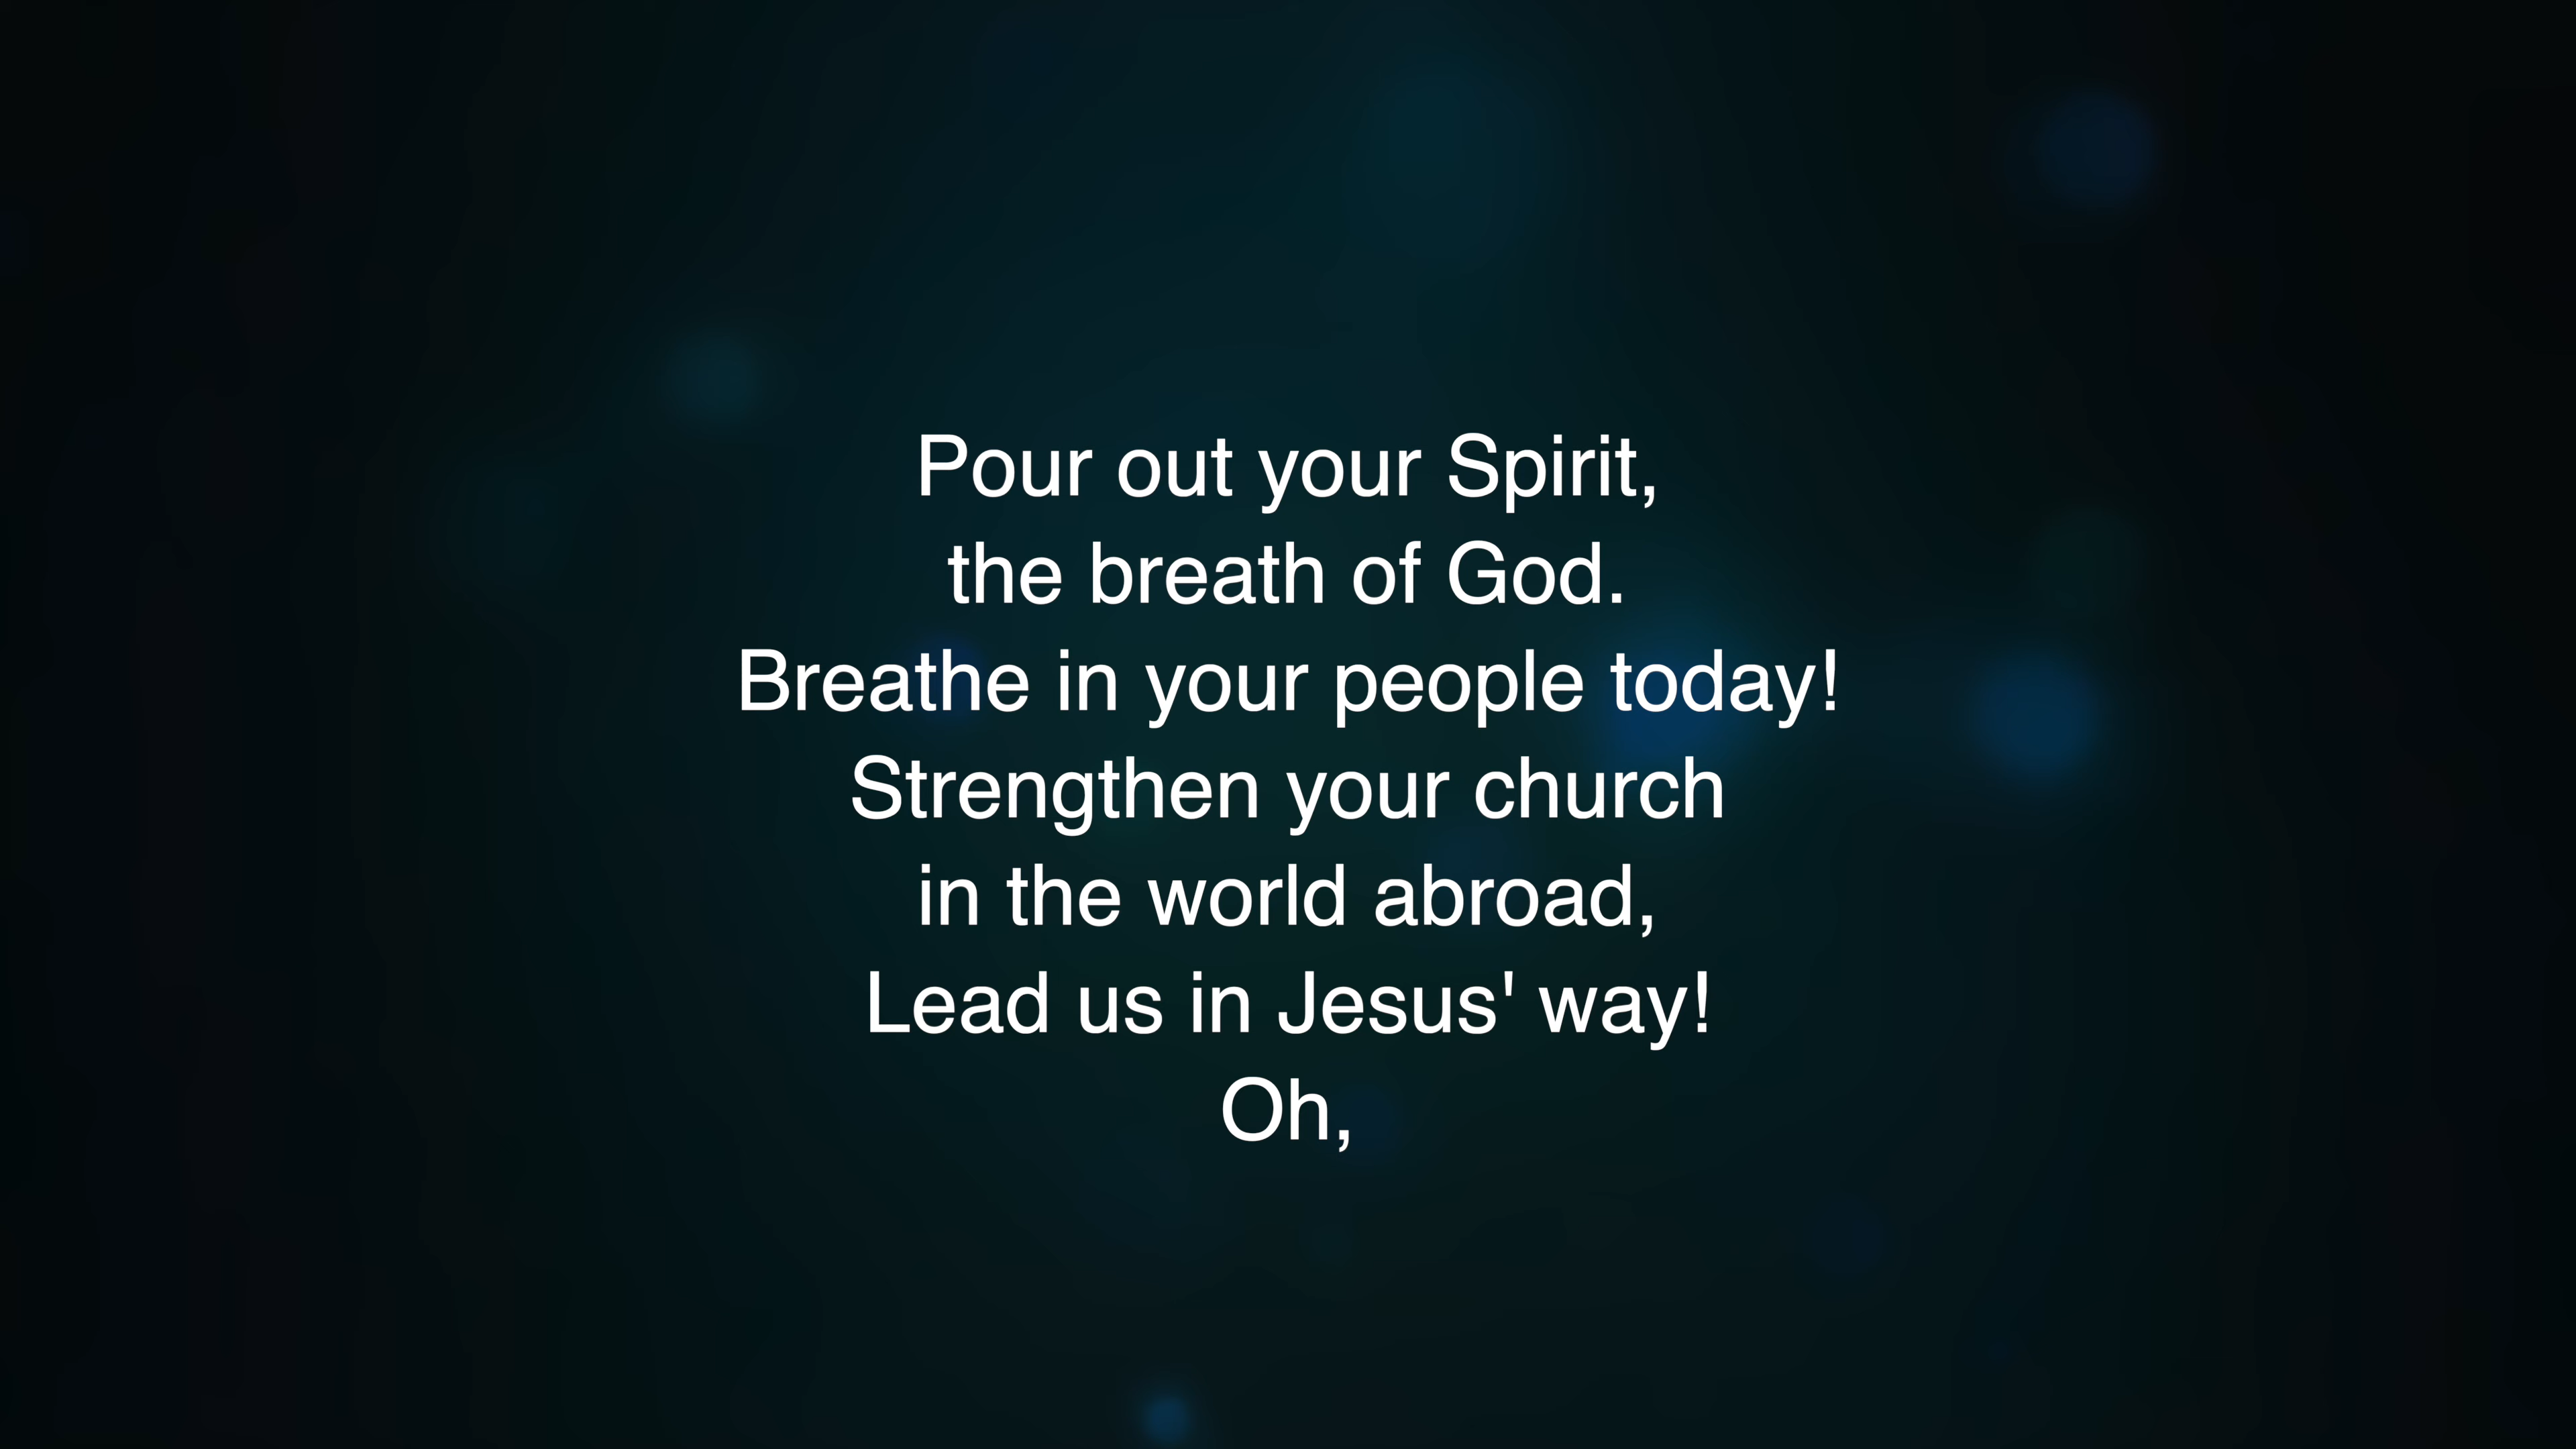 Pour out your Spirit,
the breath of God.
Breathe in your people today!
Strengthen your church
in the world abroad,
Lead us in Jesus' way!
Oh,